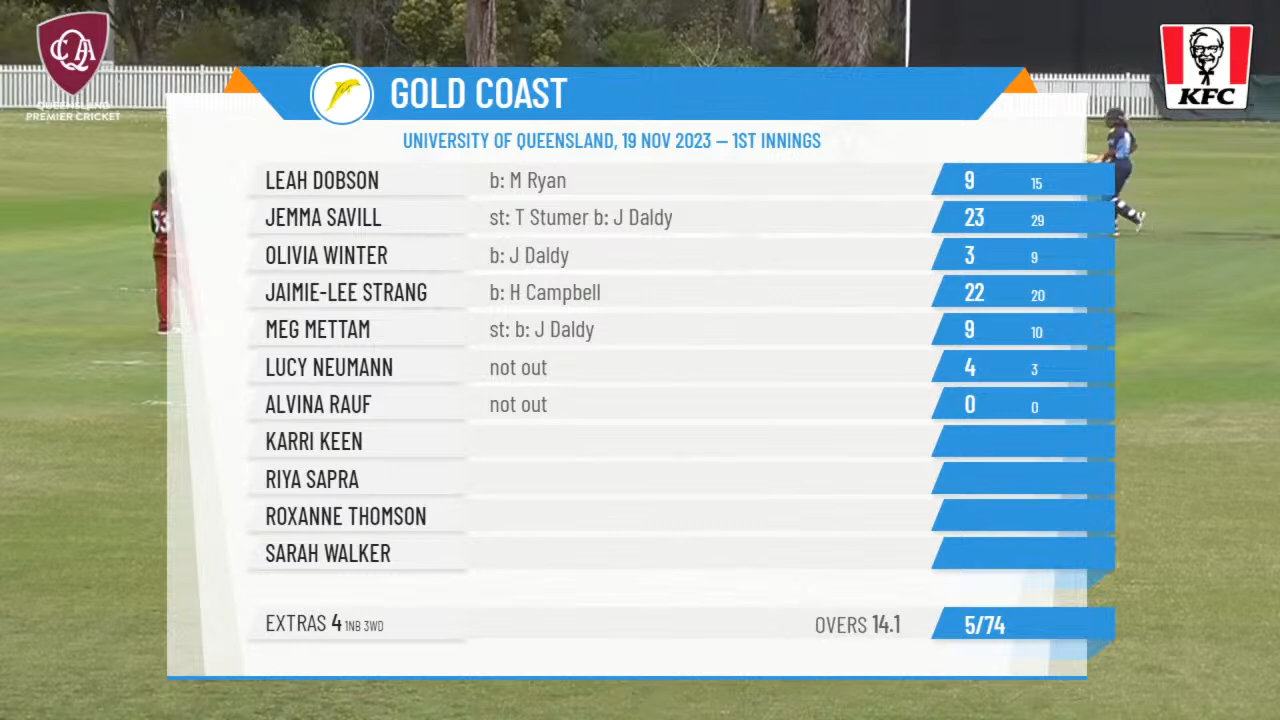 QUEENSLAND
PREMIER CRICKET
KFC
GOLD COAST
UNIVERSITY OF QUEENSLAND, 19 NOV 2023 – 1ST INNINGS
LEAH DOBSON b: M Ryan 9 15
JEMMA SAVILL st: T Stumer b: J Daldy 23 29
OLIVIA WINTER b: J Daldy 3 9
JAIMIE-LEE STRANG b: H Campbell 22 20
MEG METTAM st: b: J Daldy 9 10
LUCY NEUMANN not out 4 3
ALVINA RAUF not out 0 0
KARRI KEEN
RIYA SAPRA
ROXANNE THOMSON
SARAH WALKER
EXTRAS 4 1NB 3WD OVERS 14.1 5/74
53